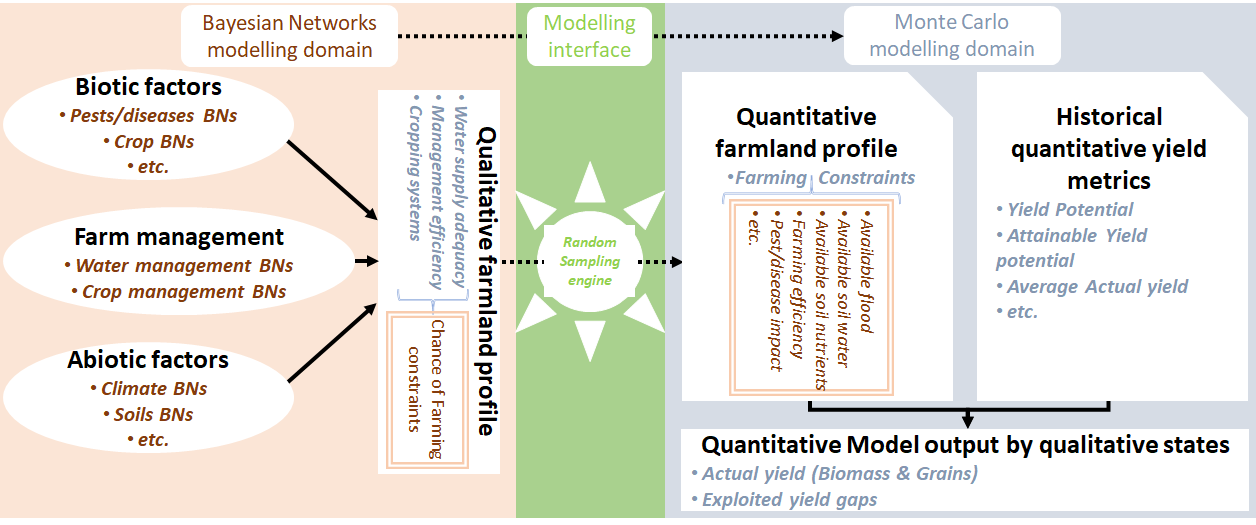 Bayesian Networks
modelling domain
Modelling
interface
Monte Carlo
modelling domain
Biotic factors
• Pests/diseases BNs
• Crop BNs
• etc.
Farm management
• Water management BNs
• Crop management BNs
Abiotic factors
• Climate BNs
• Soils BNs
• etc.
Qualitative farmland profile
• Water supply adequacy
• Management efficiency
• Cropping systems
Chance of Farming
constraints
Random
Sampling
engine
Quantitative
farmland profile
• Farming Constraints
• Available flood
• Available soil water
• Available soil nutrients
• Farming efficiency
• Pest/disease impact
• etc.
Historical
quantitative yield
metrics
• Yield Potential
• Attainable Yield
potential
• Average Actual yield
• etc.
Quantitative Model output by qualitative states
• Actual yield (Biomass & Grains)
• Exploited yield gaps